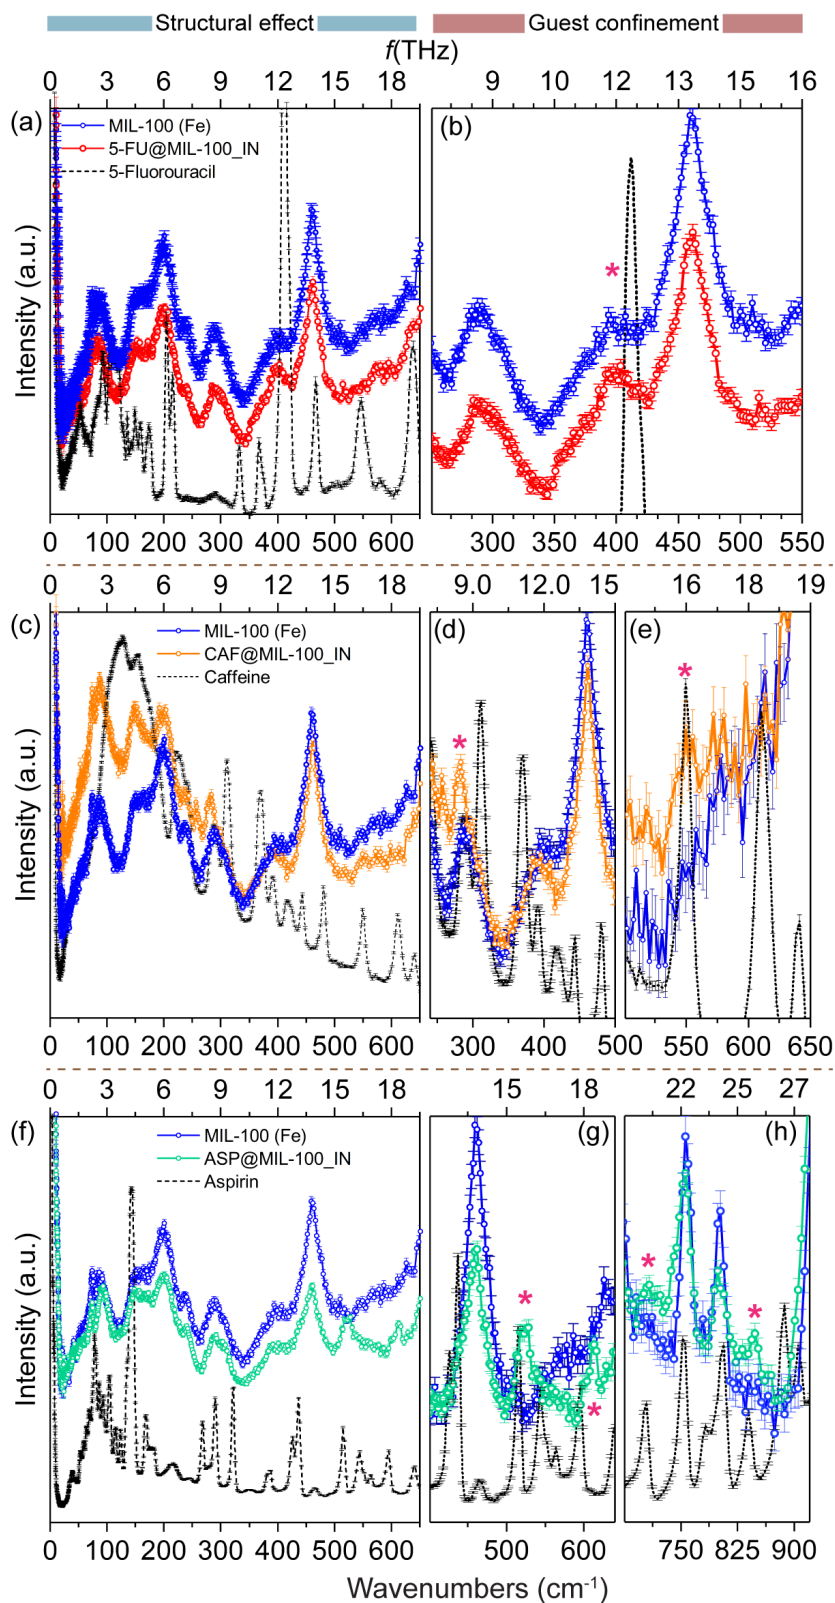 Structural effect Guest confinement
f(THz)
0 3 6 9 12 15 18 9 10 12 13 15 16
(a) (b)
MIL-100 (Fe)
5-FU@MIL-100_IN
5-Fluorouracil
*
Intensity (a.u.)
0 100 200 300 400 500 600 300 350 400 450 500 550
0 3 6 9 12 15 18 9.0 12.0 15 16 18 19
(c) (d) (e)
MIL-100 (Fe)
CAF@MIL-100_IN
Caffeine
* *
Intensity (a.u.)
0 100 200 300 400 500 600 300 400 500 550 600 650
0 3 6 9 12 15 18 15 18 22 25 27
(f) (g) (h)
MIL-100 (Fe)
ASP@MIL-100_IN
Aspirin
* * * *
Intensity (a.u.)
0 100 200 300 400 500 600 500 600 750 825 900
Wavenumbers (cm-1)